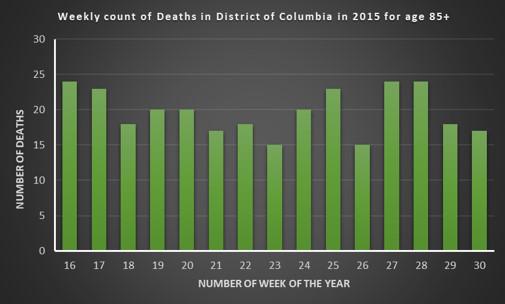 Weekly count of Deaths in District of Columbia in 2015 for age 85+
30
25
20
15
10
5
0
NUMBER OF DEATHS
16 17 18 19 20 21 22 23 24 25 26 27 28 29 30
NUMBER OF WEEK OF THE YEAR